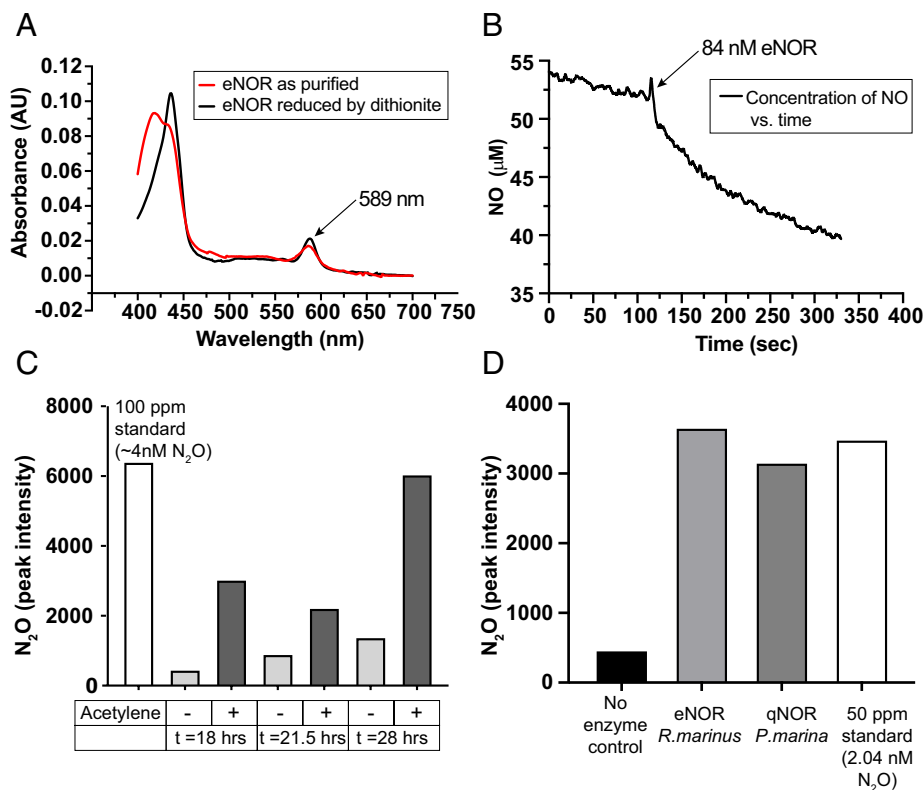 A
Absorbance (AU)
0.12
0.10
0.08
0.06
0.04
0.02
0.00
-0.02
eNOR as purified
eNOR reduced by dithionite
589 nm
400 450 500 550 600 650 700 750
Wavelength (nm)
B
84 nM eNOR
NO (μM)
55
50
45
40
35
Concentration of NO
vs. time
0 50 100 150 200 250 300 350 400
Time (sec)
C
N₂O (peak intensity)
8000
6000
4000
2000
0
100 ppm
standard
(~4nM N₂O)
Acetylene - + - + - +
t =18 hrs t =21.5 hrs t =28 hrs
D
N₂O (peak intensity)
4000
3000
2000
1000
0
No
enzyme
control
eNOR
R.marinus
qNOR
P.marina
50 ppm
standard
(2.04 nM
N₂O)